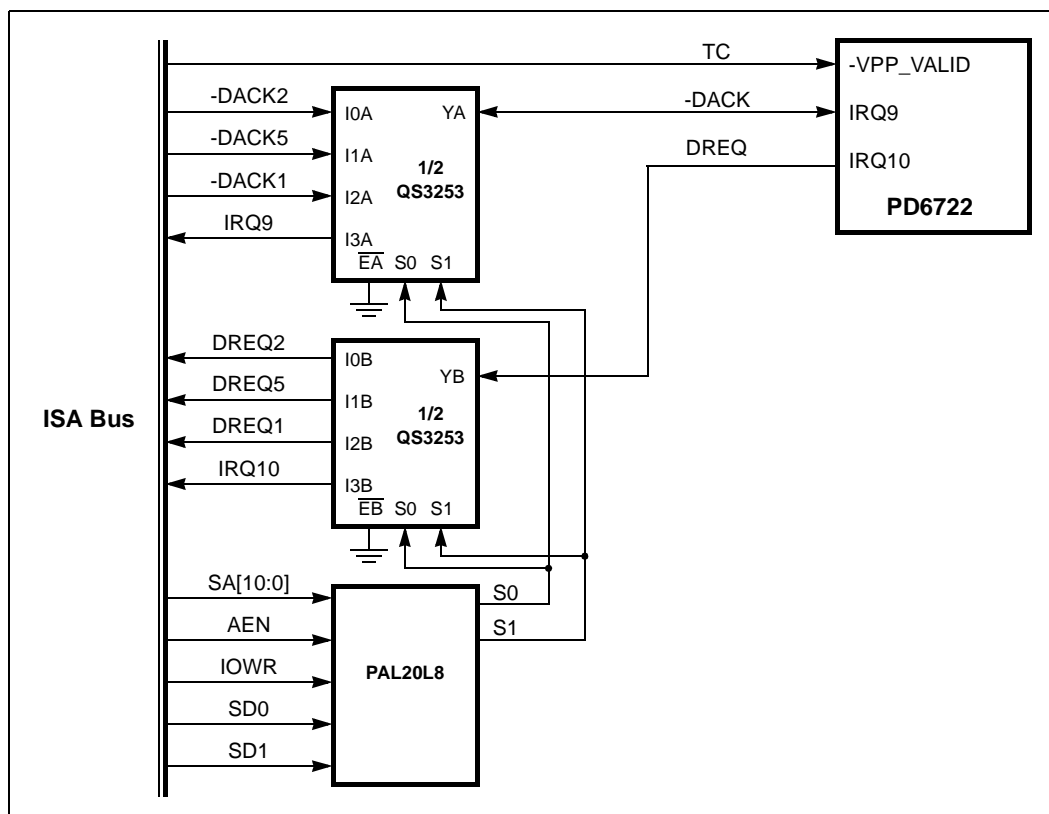 TC
-VPP_VALID
-DACK2
I0A
YA
-DACK
IRQ9
-DACK5
I1A
1/2
QS3253
DREQ
IRQ10
-DACK1
I2A
PD6722
IRQ9
I3A
EA S0 S1
DREQ2
I0B
YB
DREQ5
I1B
1/2
QS3253
ISA Bus
DREQ1
I2B
IRQ10
I3B
EB S0 S1
SA[10:0]
S0
AEN
S1
IOWR
PAL20L8
SD0
SD1